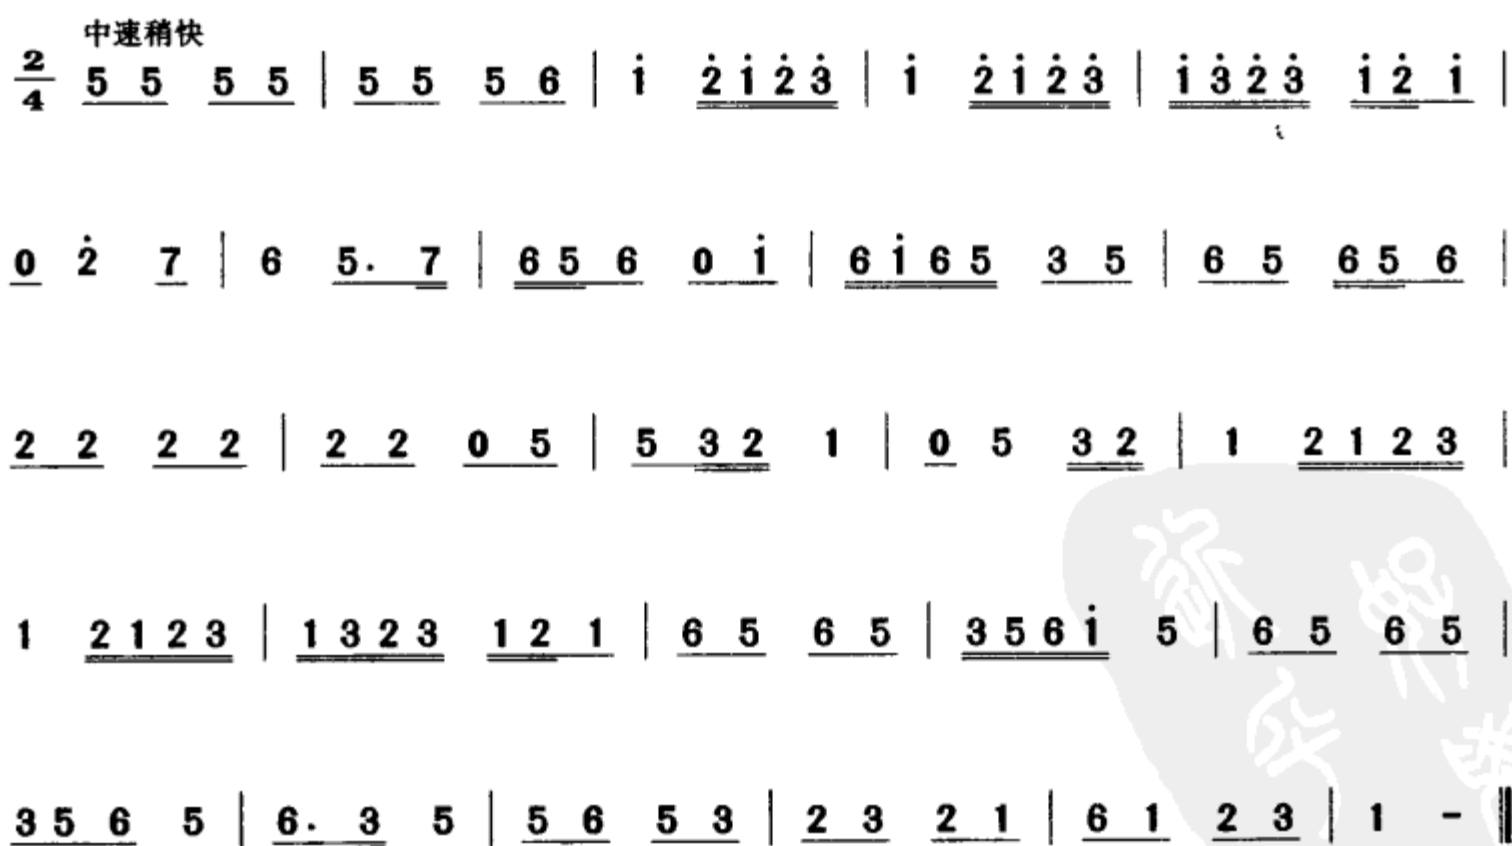 中速稍快
2/4 5 5 5 5 | 5 5 5 6 | i̇ 2̇ i̇ 2̇ 3̇ | i̇ 2̇ i̇ 2̇ 3̇ | i̇ 3̇ 2̇ 3̇ i̇ 2̇ i̇ |
0 2̇ 7 | 6 5. 7 | 6 5 6 0 i̇ | 6 i̇ 6 5 3 5 | 6 5 6 5 6 |
2 2 2 2 | 2 2 0 5 | 5 3 2 1 | 0 5 3 2 | 1 2 1 2 3 |
1 2 1 2 3 | 1 3 2 3 1 2 1 | 6 5 6 5 | 3 5 6 i̇ 5 | 6 5 6 5 |
3 5 6 5 | 6. 3 5 | 5 6 5 3 | 2 3 2 1 | 6 1 2 3 | 1 - ‖